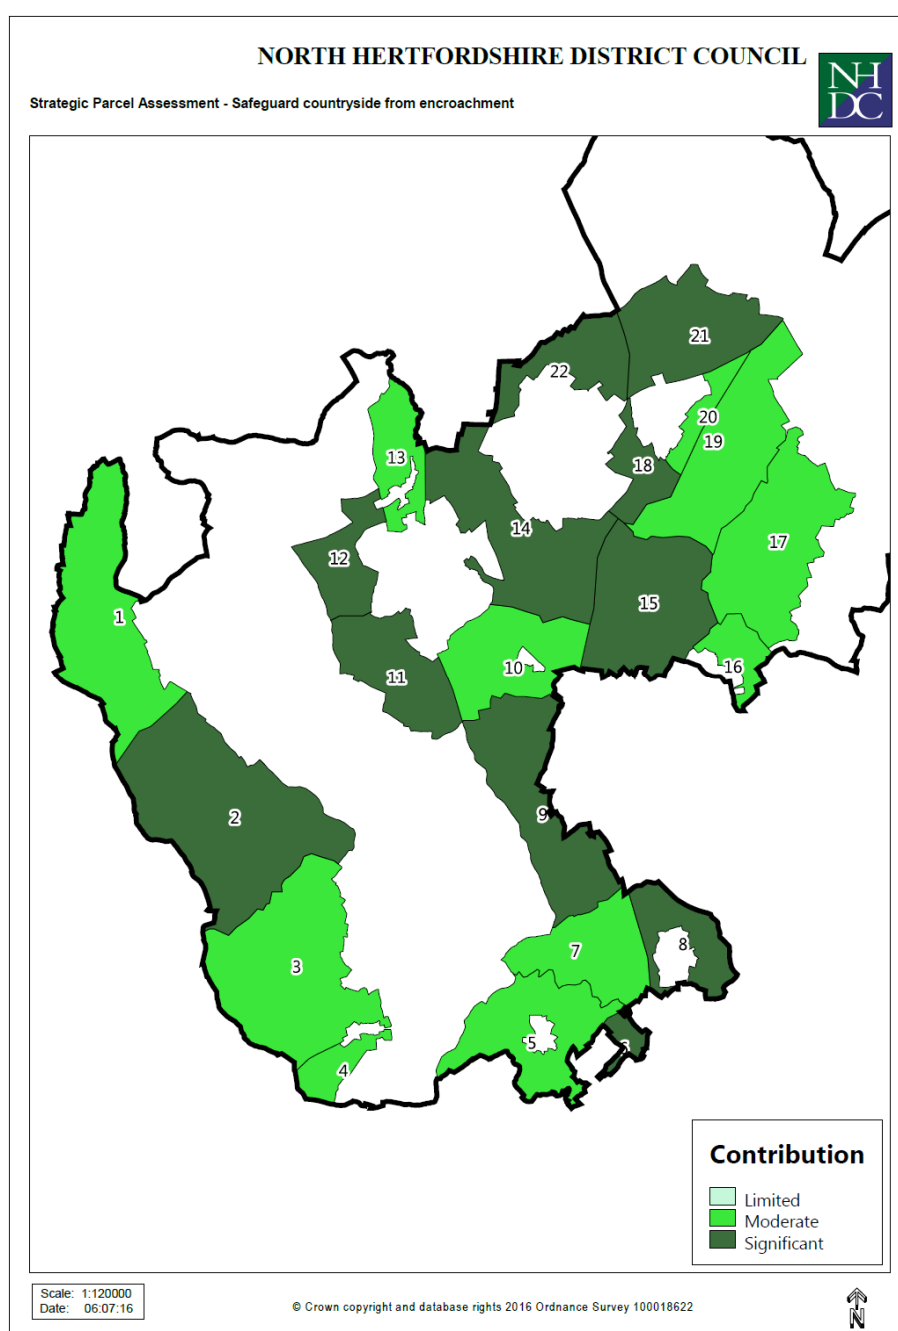 NORTH HERTFORDSHIRE DISTRICT COUNCIL
NH
DC
Strategic Parcel Assessment - Safeguard countryside from encroachment
21
22
20
19
13
18
14
17
12
15
1
16
10
11
2
9
8
7
3
5
6
4
Contribution
Limited
Moderate
Significant
Scale: 1:120000
Date: 06:07:16
© Crown copyright and database rights 2016 Ordnance Survey 100018622
N